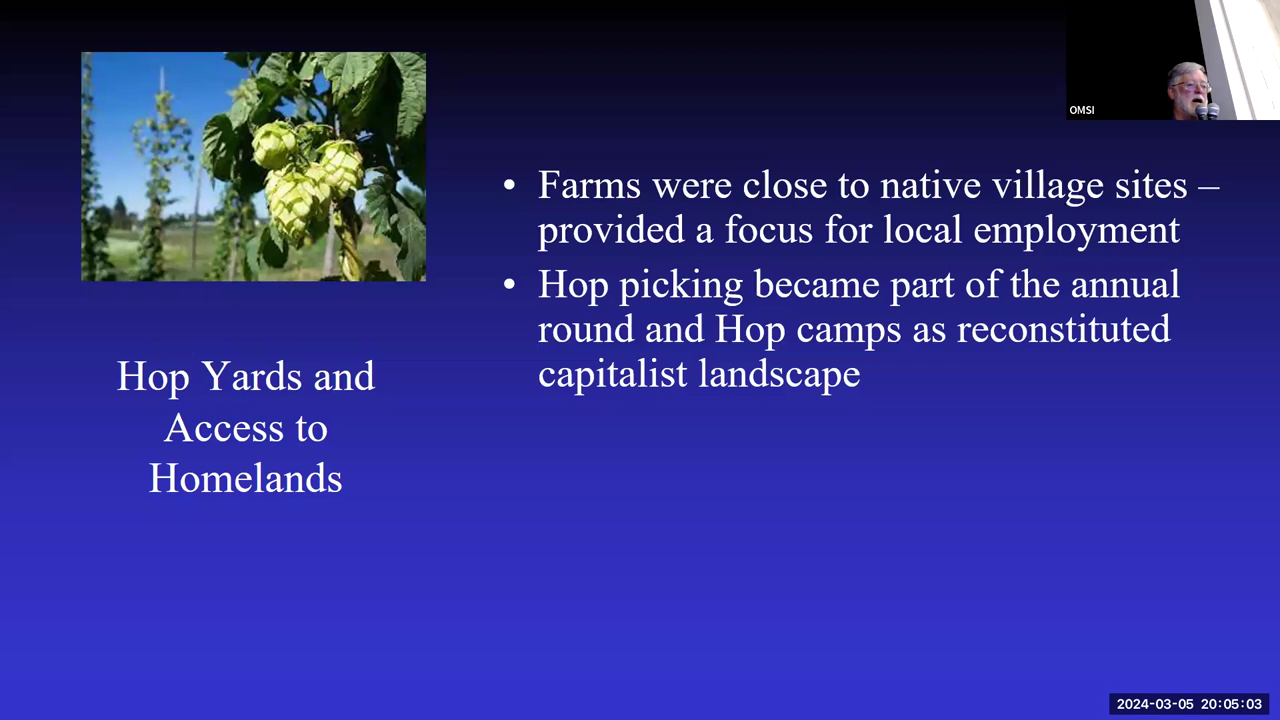 OMSI
• Farms were close to native village sites –
provided a focus for local employment
• Hop picking became part of the annual
round and Hop camps as reconstituted
capitalist landscape
Hop Yards and
Access to
Homelands
2024-03-05 20:05:03